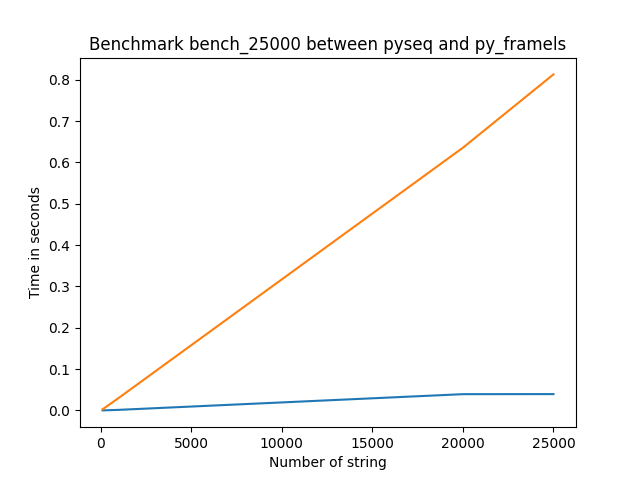 Benchmark bench_25000 between pyseq and py_framels
0.8
0.7
0.6
0.5
0.4
0.3
0.2
0.1
0.0
Time in seconds
0 5000 10000 15000 20000 25000
Number of string